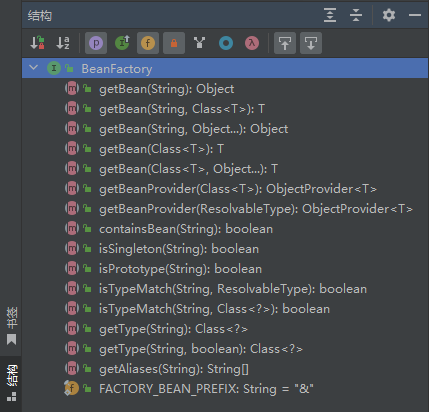 结构
BeanFactory
getBean(String): Object
getBean(String, Class<T>): T
getBean(String, Object...): Object
getBean(Class<T>): T
getBean(Class<T>, Object...): T
getBeanProvider(Class<T>): ObjectProvider<T>
getBeanProvider(ResolvableType): ObjectProvider<T>
containsBean(String): boolean
isSingleton(String): boolean
isPrototype(String): boolean
isTypeMatch(String, ResolvableType): boolean
isTypeMatch(String, Class<?>): boolean
getType(String): Class<?>
getType(String, boolean): Class<?>
getAliases(String): String[]
FACTORY_BEAN_PREFIX: String = "&"
书签
结构